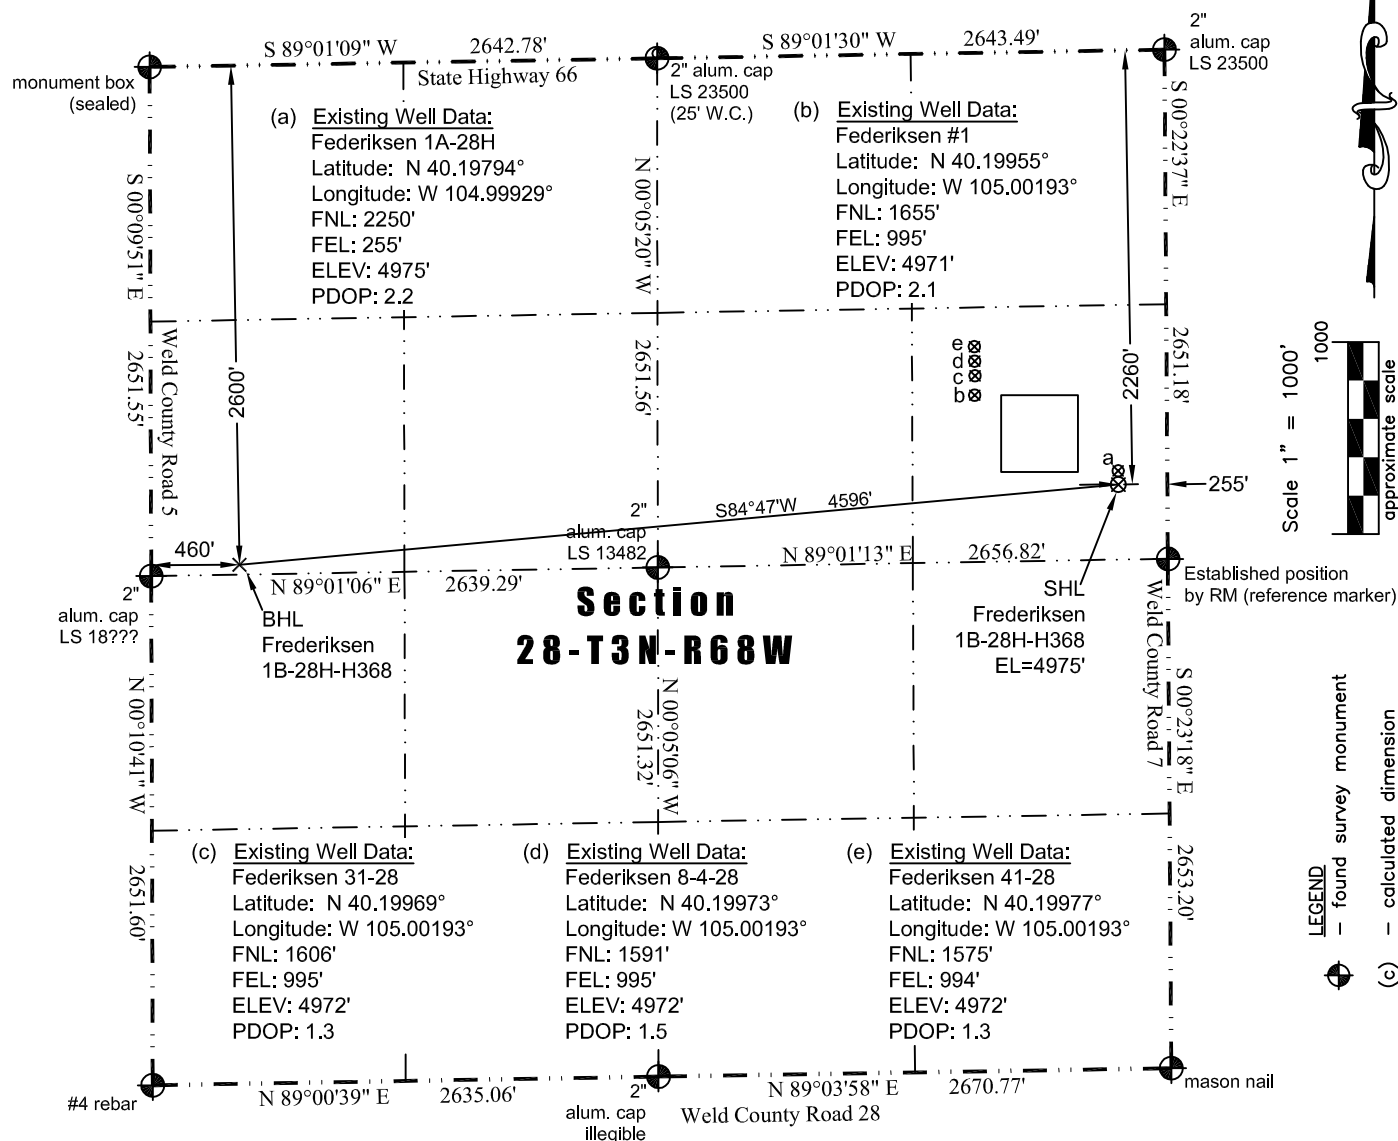 S 89°01'09" W 2642.78'
State Highway 66
S 89°01'30" W 2643.49'
2"
alum. cap
LS 23500
monument box
(sealed)
2" alum. cap
LS 23500
(25' W.C.)
(a) Existing Well Data:
Federiksen 1A-28H
Latitude: N 40.19794°
Longitude: W 104.99929°
FNL: 2250'
FEL: 255'
ELEV: 4975'
PDOP: 2.2
(b) Existing Well Data:
Federiksen #1
Latitude: N 40.19955°
Longitude: W 105.00193°
FNL: 1655'
FEL: 995'
ELEV: 4971'
PDOP: 2.1
S 00°09'51" E
2651.55'
Weld County Road 5
2600'
N 00°05'20" W
2651.56'
S 00°22'37" E
2651.18'
2260'
e
d
c
b
a
255'
Scale 1" = 1000'
1000
approximate scale
S84°47'W 4596'
460'
2"
alum. cap
LS 13482
N 89°01'06" E 2639.29'
N 89°01'13" E 2656.82'
2"
alum. cap
LS 18???
BHL
Frederiksen
1B-28H-H368
Section
28-T3N-R68W
SHL
Frederiksen
1B-28H-H368
EL=4975'
Established position
by RM (reference marker)
Weld County Road 7
N 00°10'41" W
2651.60'
N 00°05'06" W
2651.32'
S 00°23'18" E
2653.20'
LEGEND
- found survey monument
(c) - calculated dimension
(c) Existing Well Data:
Federiksen 31-28
Latitude: N 40.19969°
Longitude: W 105.00193°
FNL: 1606'
FEL: 995'
ELEV: 4972'
PDOP: 1.3
(d) Existing Well Data:
Federiksen 8-4-28
Latitude: N 40.19973°
Longitude: W 105.00193°
FNL: 1591'
FEL: 995'
ELEV: 4972'
PDOP: 1.5
(e) Existing Well Data:
Federiksen 41-28
Latitude: N 40.19977°
Longitude: W 105.00193°
FNL: 1575'
FEL: 994'
ELEV: 4972'
PDOP: 1.3
#4 rebar
N 89°00'39" E 2635.06'
2"
alum. cap
illegible
N 89°03'58" E 2670.77'
Weld County Road 28
mason nail